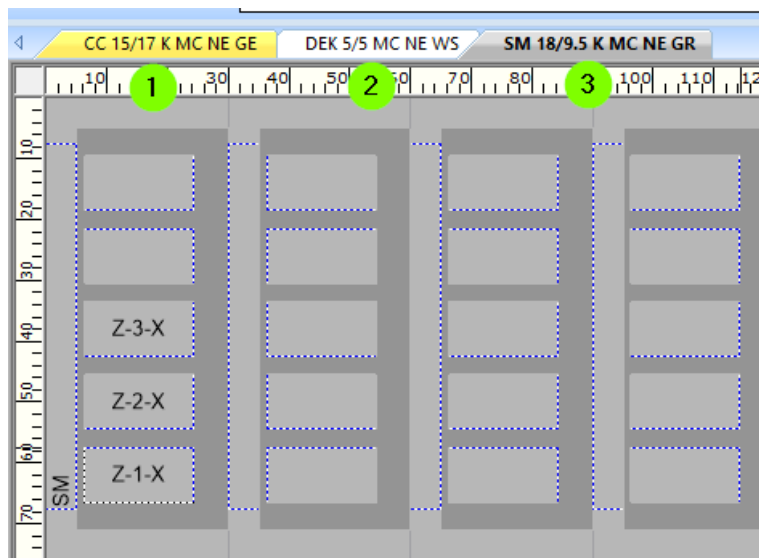 CC 15/17 K MC NE GE
DEK 5/5 MC NE WS
SM 18/9.5 K MC NE GR
10 30 40 50 60 70 80 100 110 12
1 2 3
10
20
30
40
50
60
70
Z-3-X
Z-2-X
Z-1-X
SM